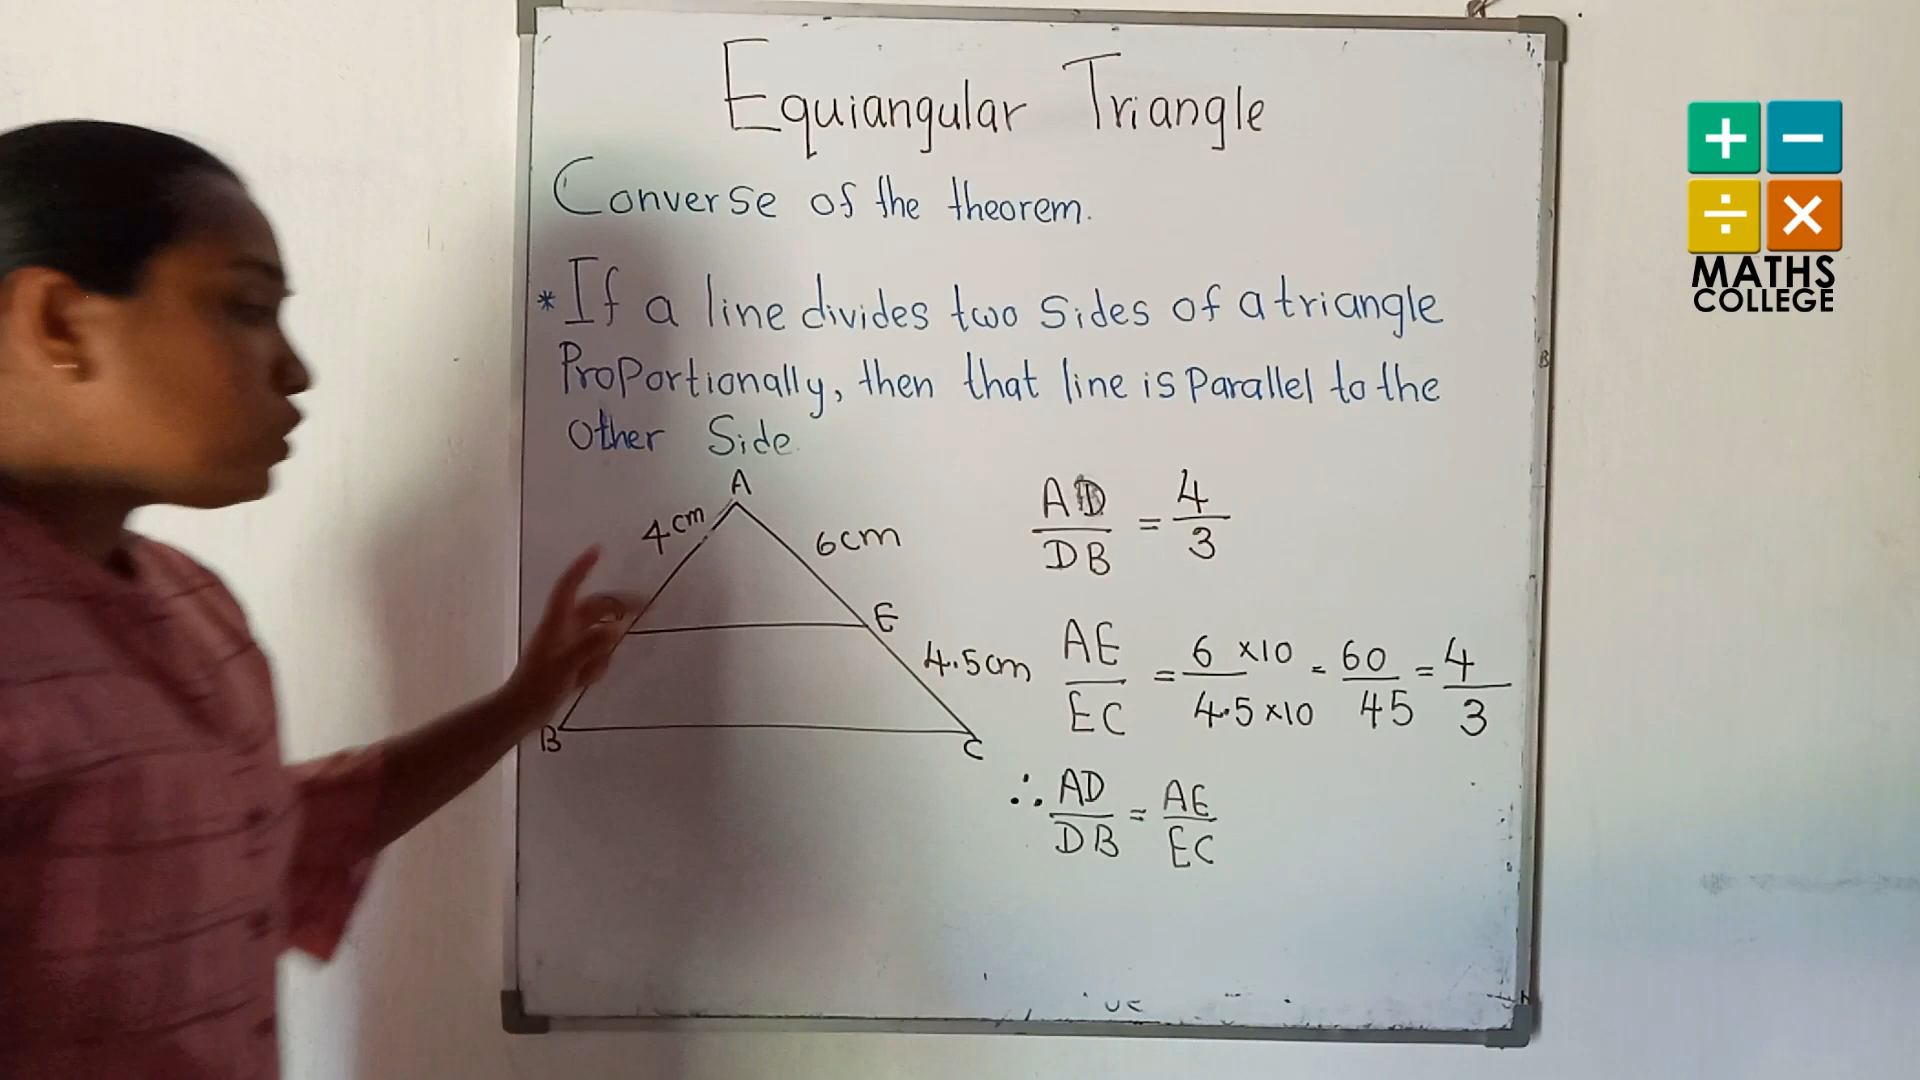 Equiangular Triangle
Converse of the theorem.
* If a line divides two sides of a triangle
Proportionally, then that line is Parallel to the
Other Side.
A
4cm
6cm
E
4.5cm
B
C
AD/DB = 4/3
AE/EC = 6 ×10/4.5 ×10 = 60/45 = 4/3
∴ AD/DB = AE/EC
+ −
÷ ×
MATHS
COLLEGE